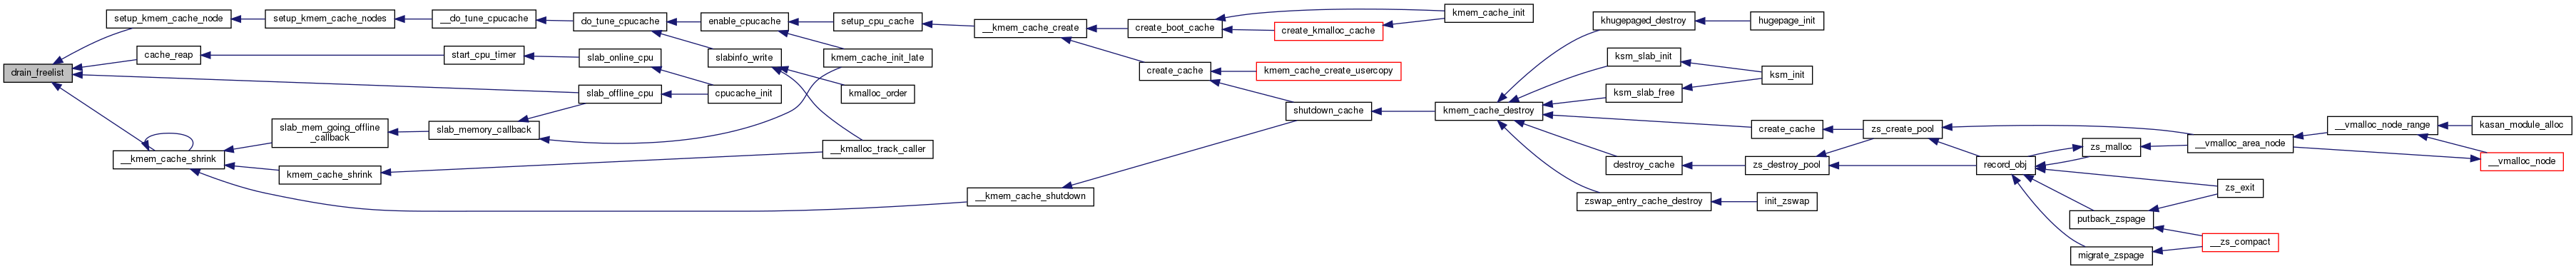 drain_freelist
setup_kmem_cache_node
cache_reap
__kmem_cache_shrink
setup_kmem_cache_nodes
slab_mem_going_offline
_callback
kmem_cache_shrink
__do_tune_cpucache
start_cpu_timer
slab_memory_callback
do_tune_cpucache
slab_online_cpu
slab_offline_cpu
enable_cpucache
slabinfo_write
cpucache_init
setup_cpu_cache
kmem_cache_init_late
kmalloc_order
__kmalloc_track_caller
__kmem_cache_create
__kmem_cache_shutdown
create_boot_cache
create_cache
create_kmalloc_cache
kmem_cache_create_usercopy
shutdown_cache
kmem_cache_init
kmem_cache_destroy
khugepaged_destroy
ksm_slab_init
ksm_slab_free
destroy_cache
zswap_entry_cache_destroy
hugepage_init
ksm_init
create_cache
zs_destroy_pool
init_zswap
zs_create_pool
record_obj
zs_malloc
putback_zspage
migrate_zspage
__vmalloc_area_node
zs_exit
__zs_compact
__vmalloc_node_range
kasan_module_alloc
__vmalloc_node